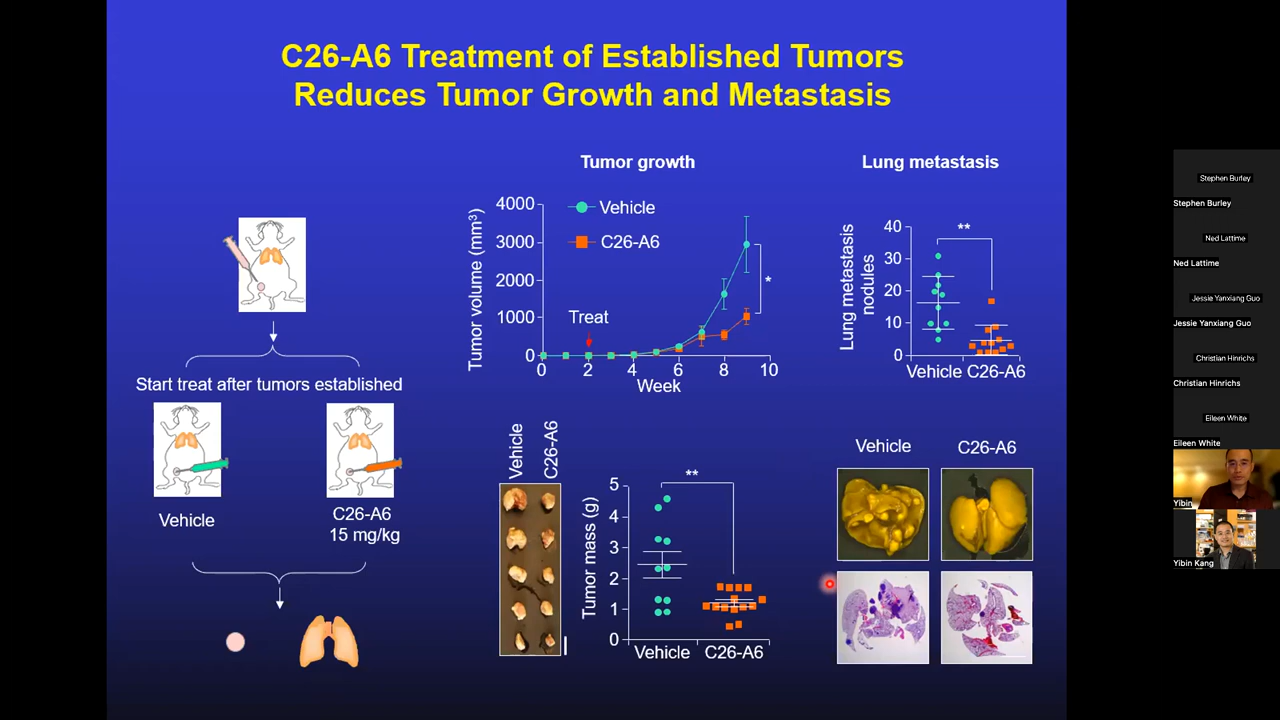 C26-A6 Treatment of Established Tumors
Reduces Tumor Growth and Metastasis
Start treat after tumors established
Vehicle
C26-A6
15 mg/kg
Tumor growth
Tumor volume (mm³)
4000
3000
2000
1000
0
Vehicle
C26-A6
Treat
*
0
2
4
6
8
10
Week
Lung metastasis
Lung metastasis
nodules
40
30
20
10
0
**
Vehicle C26-A6
Vehicle
C26-A6
Tumor mass (g)
5
4
3
2
1
0
**
Vehicle
C26-A6
Vehicle
C26-A6
Stephen Burley
Stephen Burley
Ned Lattime
Ned Lattime
Jessie Yanxiang Guo
Jessie Yanxiang Guo
Christian Hinrichs
Christian Hinrichs
Eileen White
Eileen White
Yibin
Yibin Kang